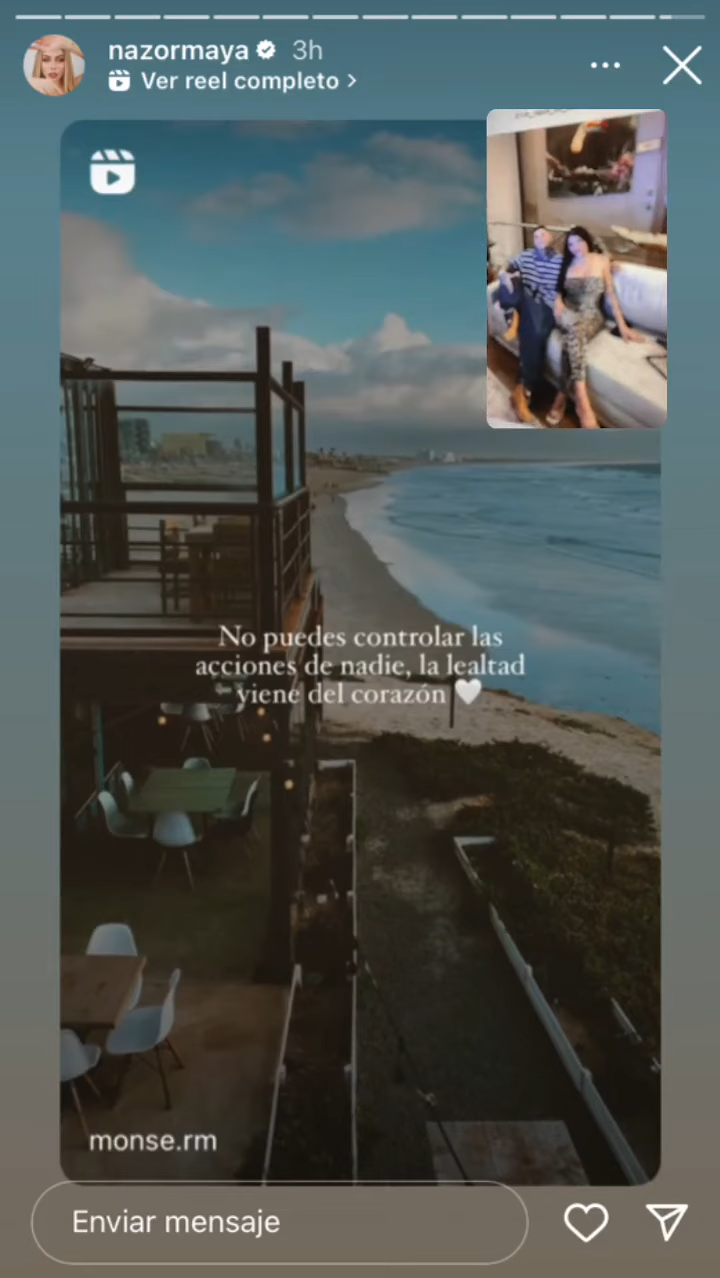 nazormaya 3h
Ver reel completo >
No puedes controlar las
acciones de nadie, la lealtad
viene del corazón 🤍
monse.rm
Enviar mensaje